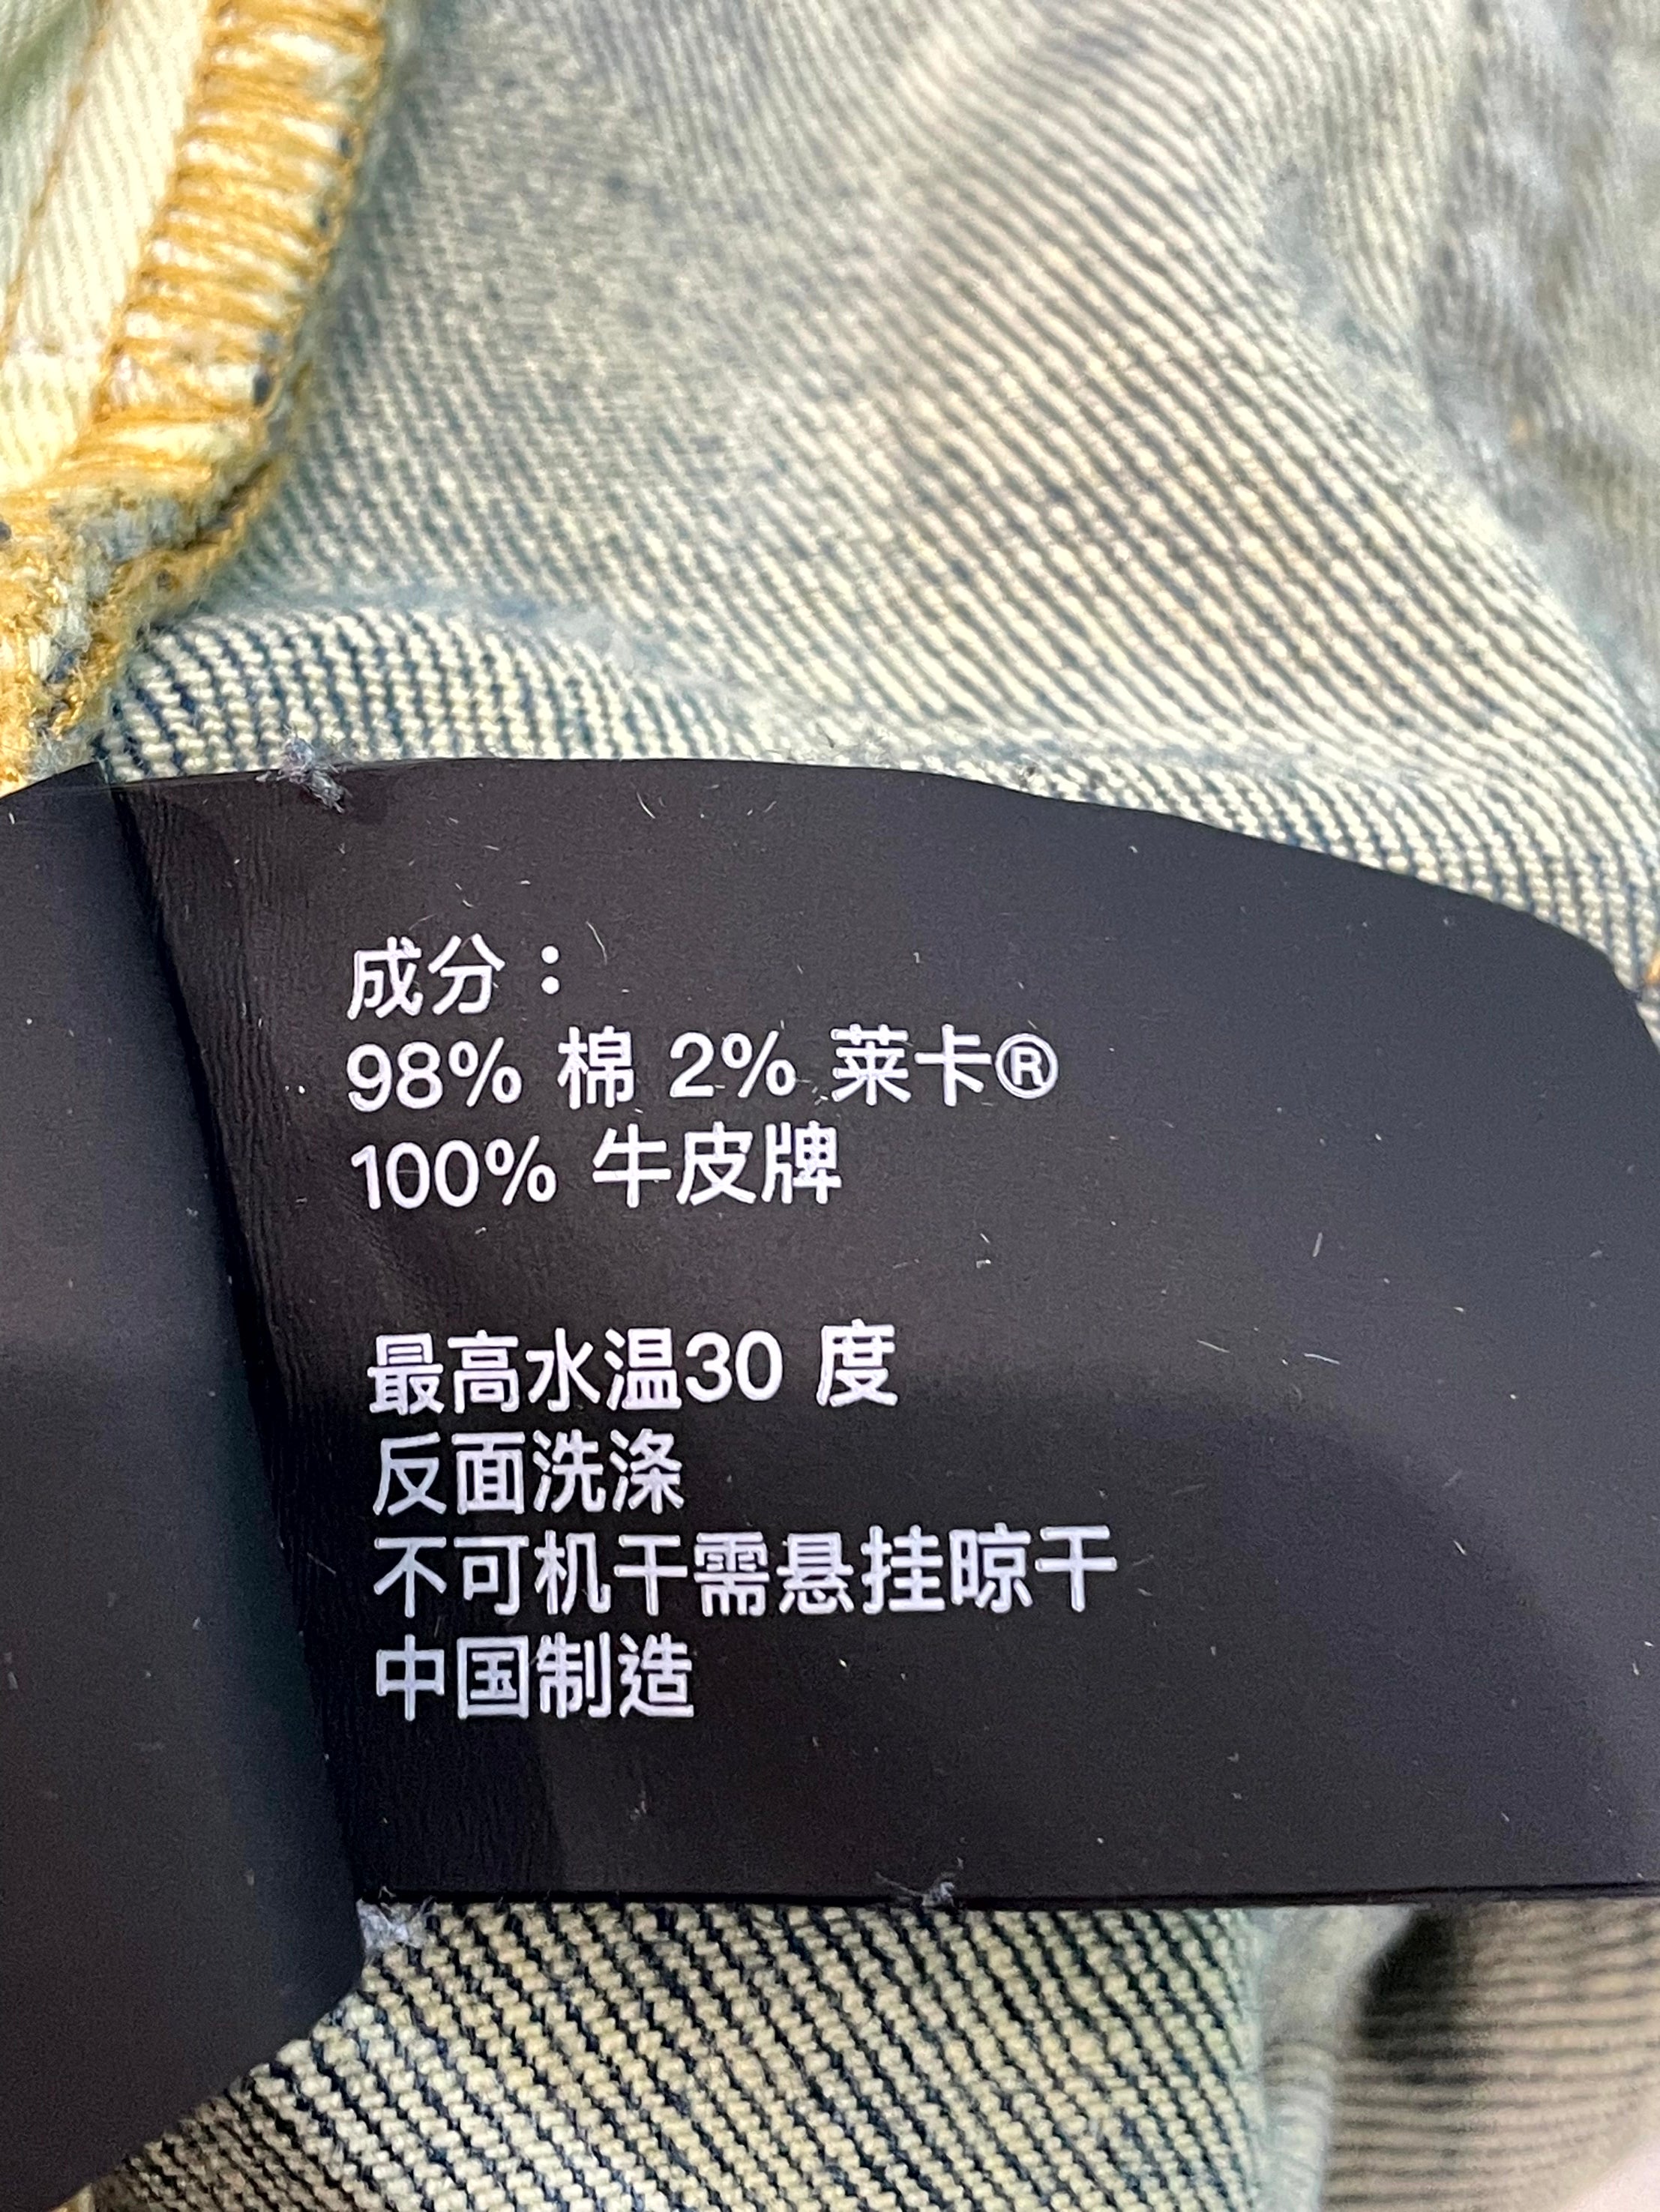 成分：
98% 棉 2% 莱卡®
100% 牛皮牌
最高水温30 度
反面洗涤
不可机干需悬挂晾干
中国制造